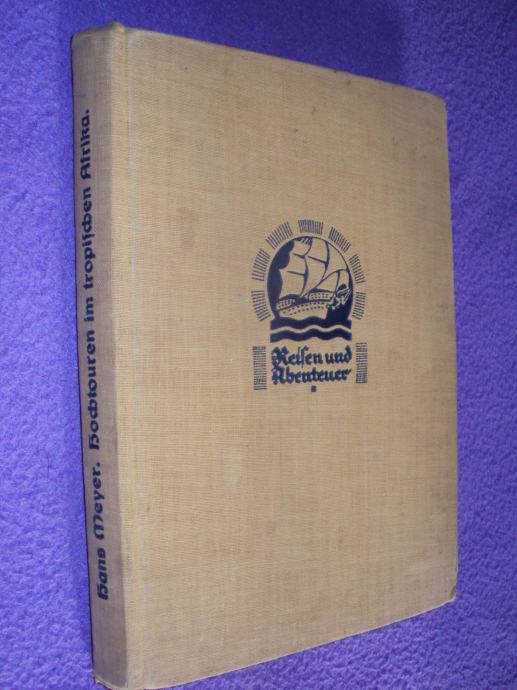 Hans Meyer. Hochtouren im tropischen Afrika.
Reisen und
Abenteuer